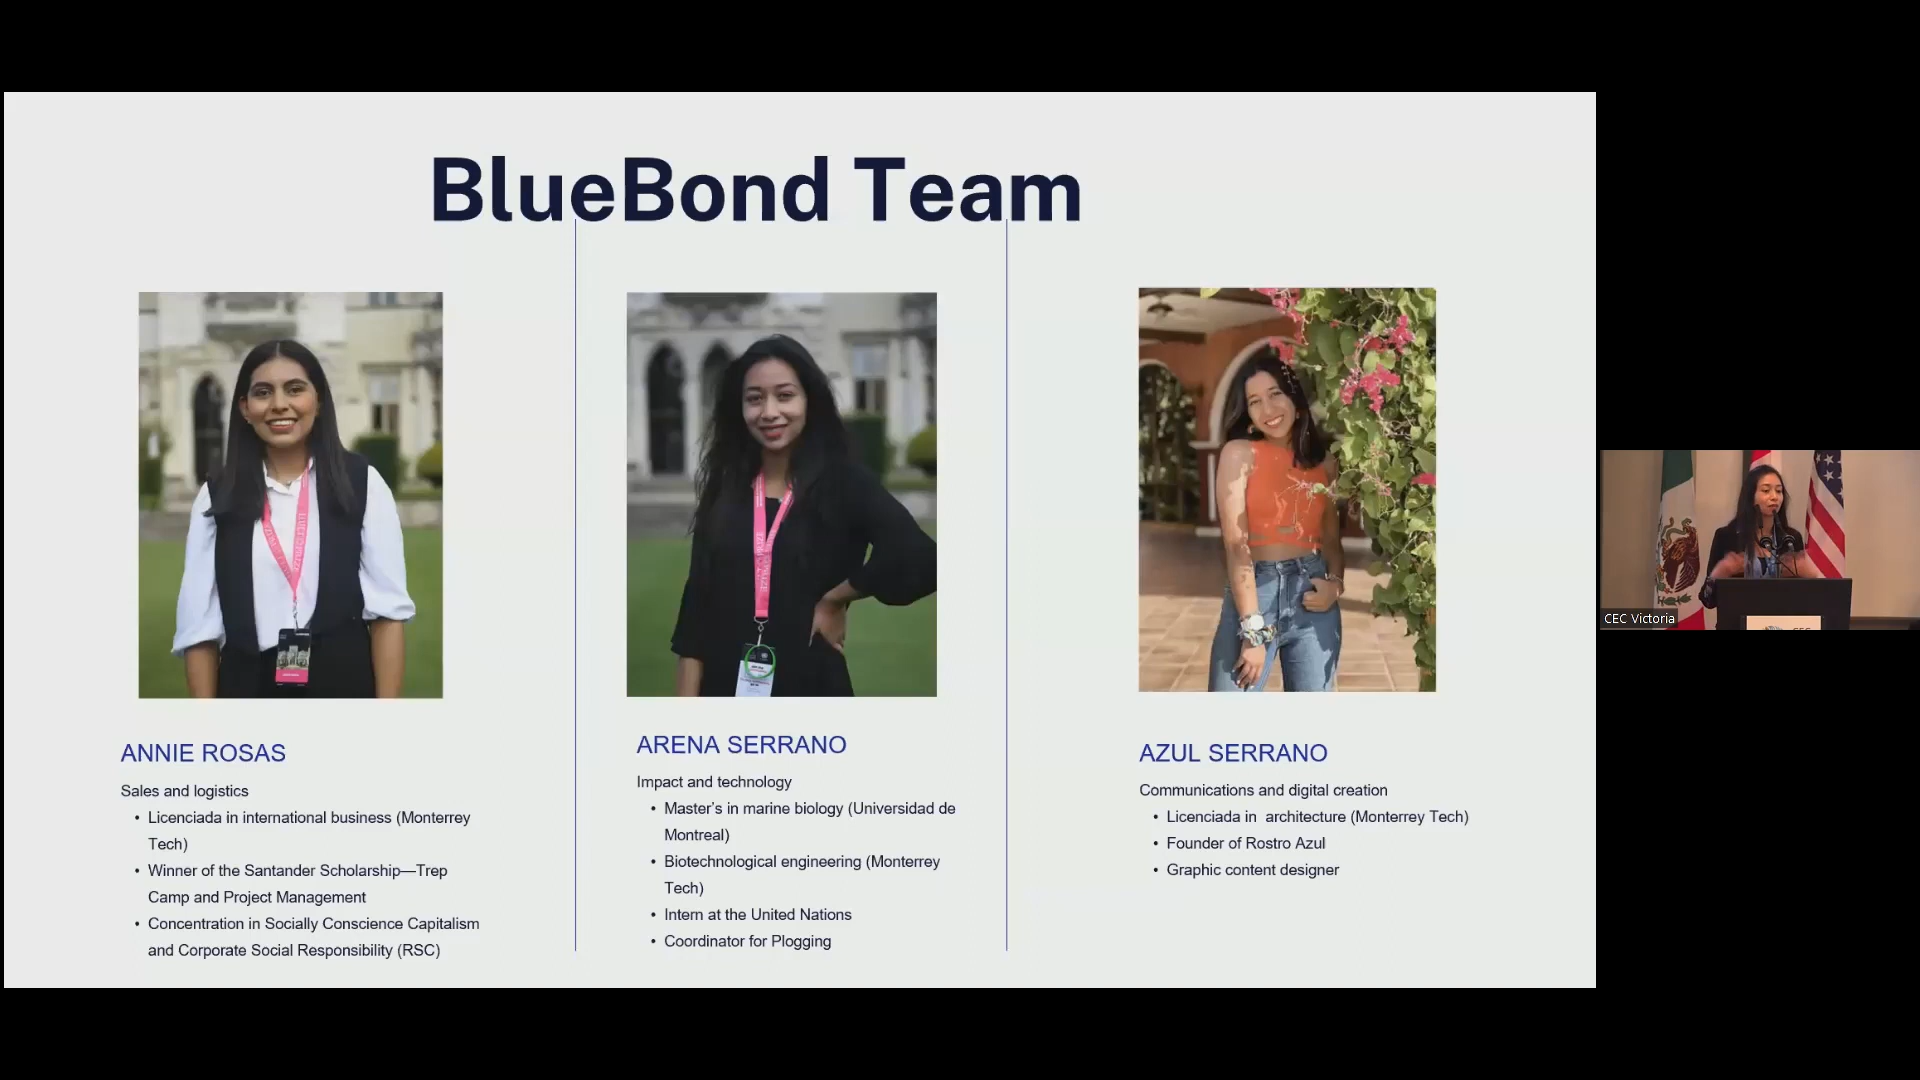 BlueBond Team
ANNIE ROSAS
Sales and logistics
• Licenciada in international business (Monterrey
Tech)
• Winner of the Santander Scholarship—Trep
Camp and Project Management
• Concentration in Socially Conscience Capitalism
and Corporate Social Responsibility (RSC)
ARENA SERRANO
Impact and technology
• Master's in marine biology (Universidad de
Montreal)
• Biotechnological engineering (Monterrey
Tech)
• Intern at the United Nations
• Coordinator for Plogging
AZUL SERRANO
Communications and digital creation
• Licenciada in  architecture (Monterrey Tech)
• Founder of Rostro Azul
• Graphic content designer
CEC Victoria